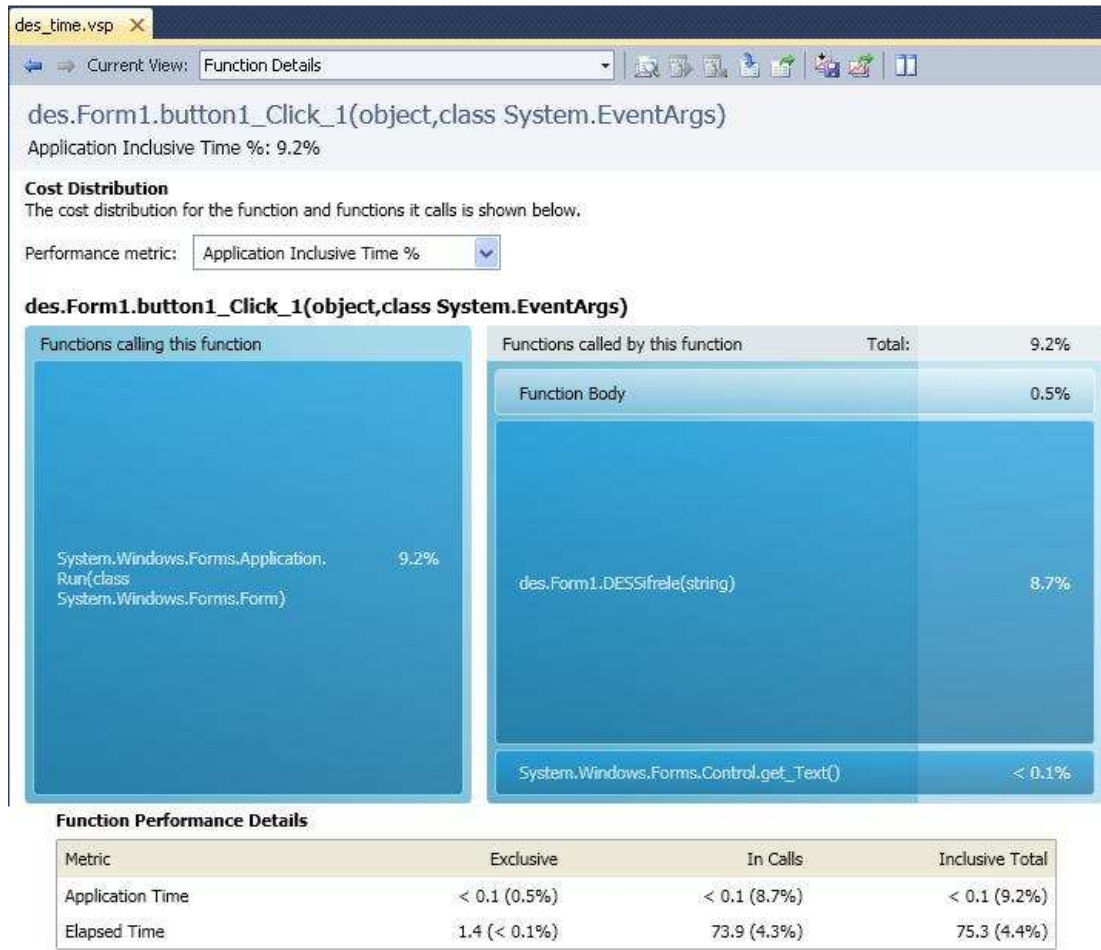 des_time.vsp
Current View: Function Details
des.Form1.button1_Click_1(object,class System.EventArgs)
Application Inclusive Time %: 9.2%
Cost Distribution
The cost distribution for the function and functions it calls is shown below.
Performance metric: Application Inclusive Time %
des.Form1.button1_Click_1(object,class System.EventArgs)
Functions calling this function
System.Windows.Forms.Application. 9.2%
Run(class
System.Windows.Forms.Form)
Functions called by this function Total: 9.2%
Function Body 0.5%
des.Form1.DESSifrele(string) 8.7%
System.Windows.Forms.Control.get_Text() < 0.1%
Function Performance Details
Metric Exclusive In Calls Inclusive Total
Application Time < 0.1 (0.5%) < 0.1 (8.7%) < 0.1 (9.2%)
Elapsed Time 1.4 (< 0.1%) 73.9 (4.3%) 75.3 (4.4%)